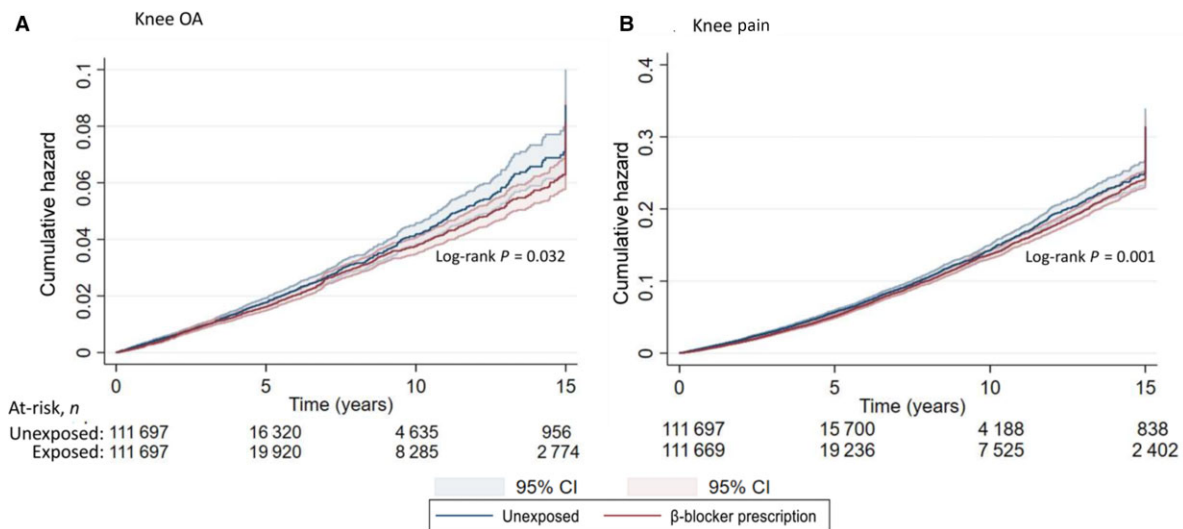 A
Knee OA
Cumulative hazard
0.1
0.08
0.06
0.04
0.02
0
Log-rank P = 0.032
0 5 10 15
Time (years)
B
Knee pain
Cumulative hazard
0.4
0.3
0.2
0.1
0
Log-rank P = 0.001
0 5 10 15
Time (years)
At-risk, n
Unexposed: 111 697 16 320 4 635 956
Exposed: 111 697 19 920 8 285 2 774
111 697 15 700 4 188 838
111 669 19 236 7 525 2 402
95% CI 95% CI
Unexposed β-blocker prescription